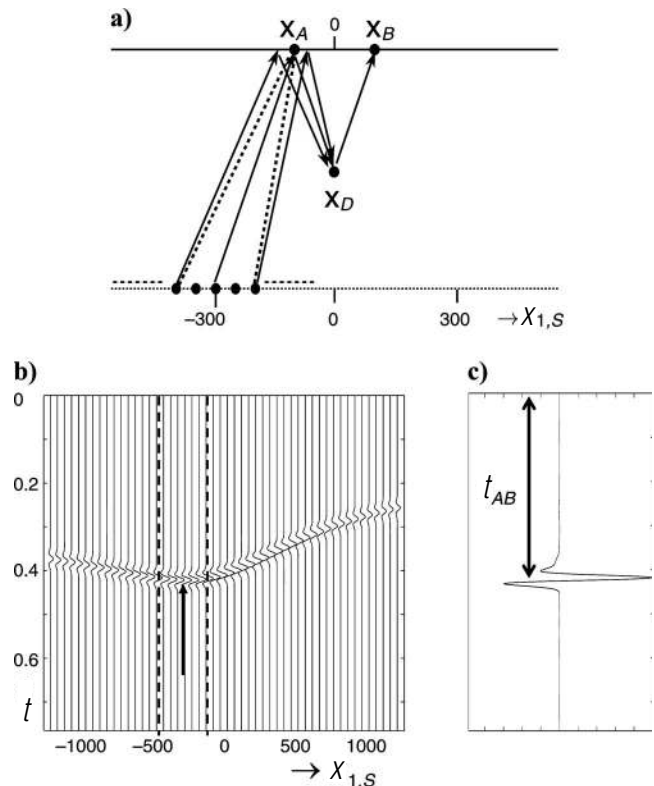 a)
X_A 0 X_B
X_D
−300 0 300 → X_{1,S}
b)
0
0.2
0.4
0.6
t
−1000 −500 0 500 1000
→ X_{1,S}
c)
t_{AB}